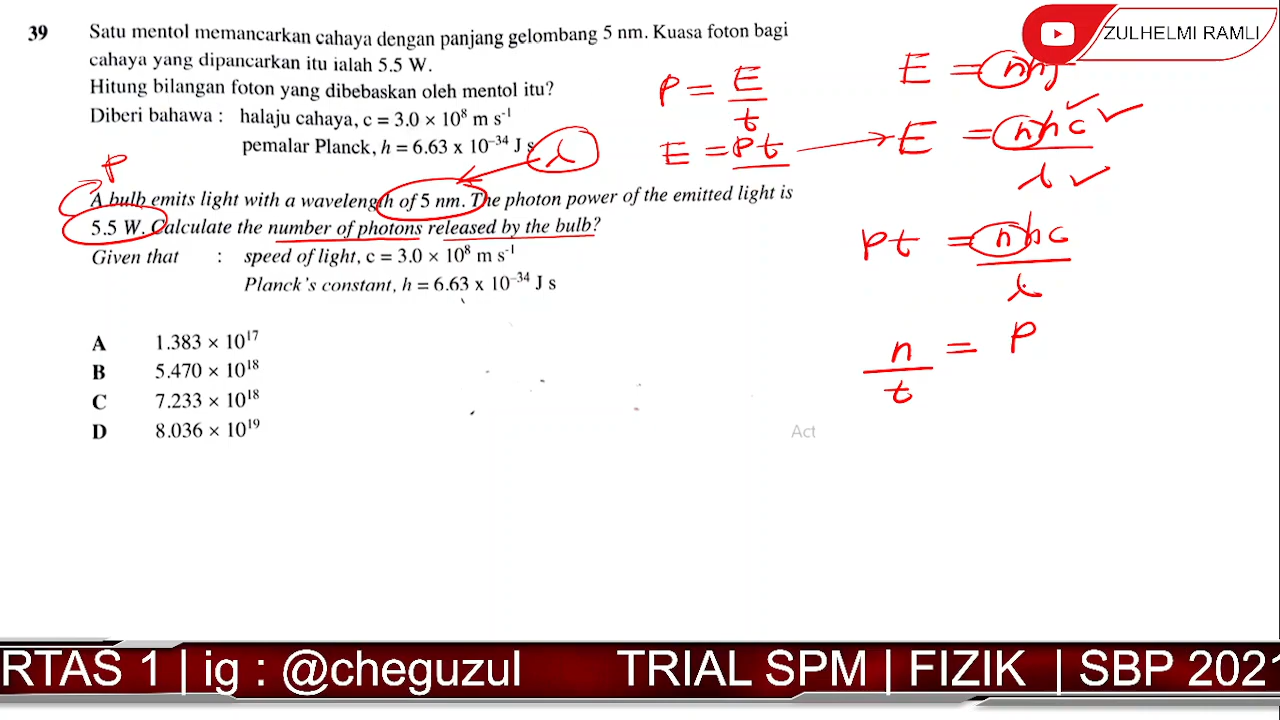 ZULHELMI RAMLI
39 Satu mentol memancarkan cahaya dengan panjang gelombang 5 nm. Kuasa foton bagi
cahaya yang dipancarkan itu ialah 5.5 W.
Hitung bilangan foton yang dibebaskan oleh mentol itu?
Diberi bahawa : halaju cahaya, c = 3.0 × 10⁸ m s⁻¹
pemalar Planck, h = 6.63 x 10⁻³⁴ J s
λ
P
A bulb emits light with a wavelength of 5 nm. The photon power of the emitted light is
5.5 W. Calculate the number of photons released by the bulb?
Given that : speed of light, c = 3.0 × 10⁸ m s⁻¹
Planck's constant, h = 6.63 x 10⁻³⁴ J s
A 1.383 × 10¹⁷
B 5.470 × 10¹⁸
C 7.233 × 10¹⁸
D 8.036 × 10¹⁹
P = E
t
E = Pt
E = nhf
E = nhc
λ
Pt = nhc
λ
n = P
t
Act
RTAS 1 | ig : @cheguzul TRIAL SPM | FIZIK | SBP 2021